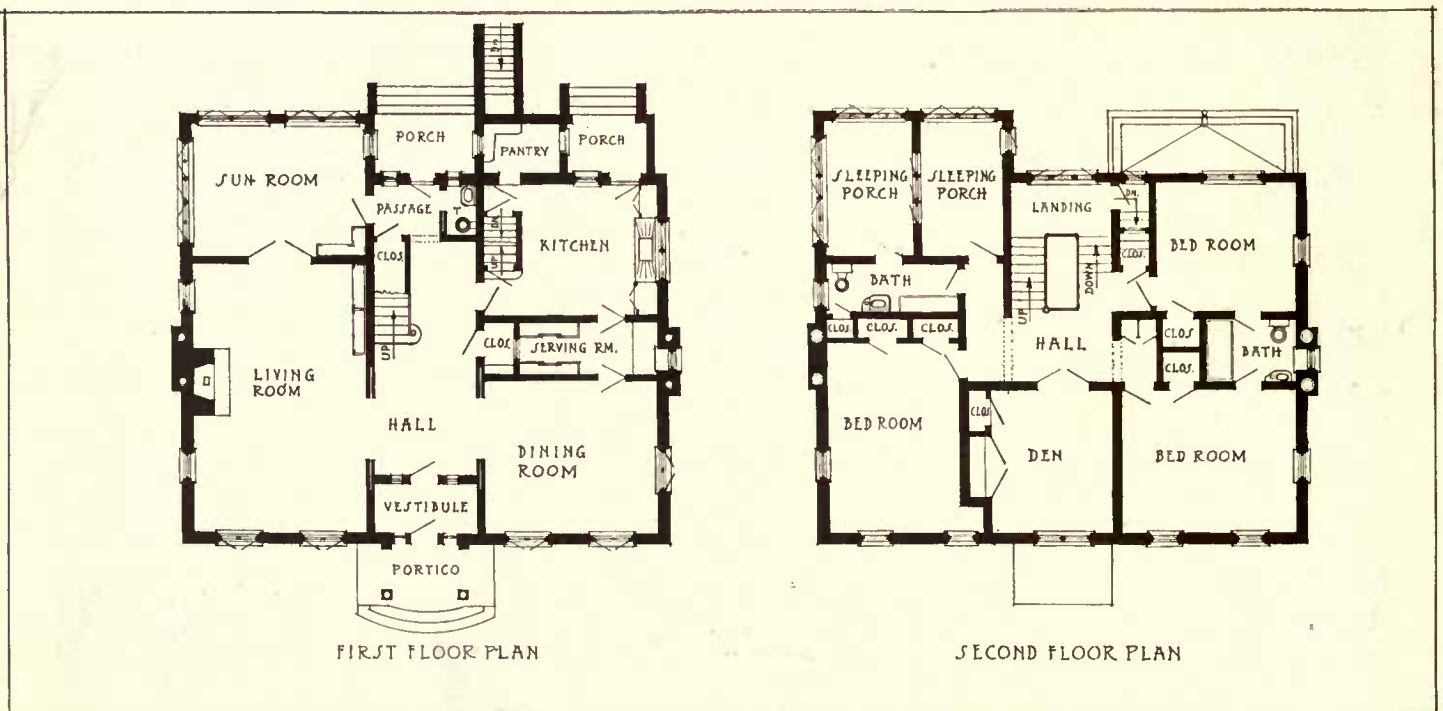 DN
PORCH
PANTRY
PORCH
SUN ROOM
PASSAGE
DN.
UP
KITCHEN
CLOS.
UP
CLOS.
SERVING RM.
LIVING
ROOM
HALL
DINING
ROOM
VESTIBULE
PORTICO
FIRST FLOOR PLAN
SLEEPING
PORCH
SLEEPING
PORCH
LANDING
DN.
BED ROOM
CLOS.
BATH
UP
DOWN
CLOS.
CLOS.
CLOS.
HALL
CLOS.
BATH
CLOS.
BED ROOM
CLOS
DEN
BED ROOM
SECOND FLOOR PLAN